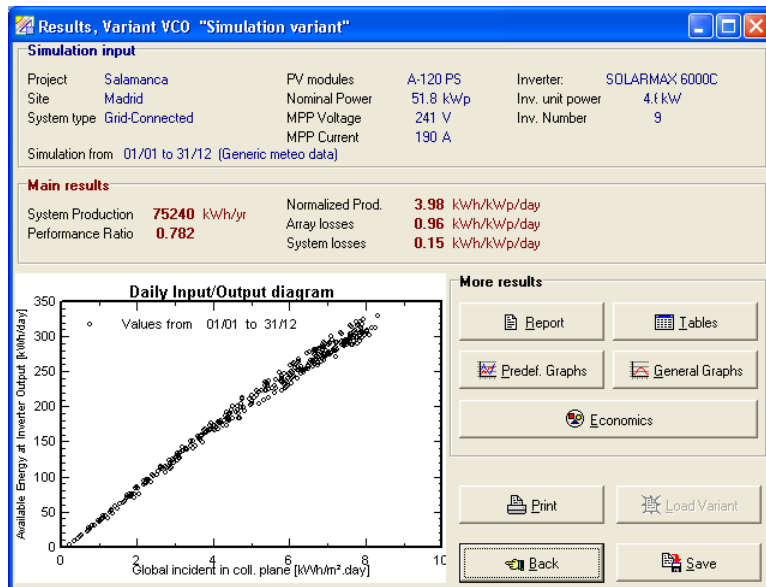 Results, Variant VCO "Simulation variant"
Simulation input
Project Salamanca PV modules A-120 PS Inverter: SOLARMAX 6000C
Site Madrid Nominal Power 51.8 kWp Inv. unit power 4.6 kW
System type Grid-Connected MPP Voltage 241 V Inv. Number 9
MPP Current 190 A
Simulation from 01/01 to 31/12 (Generic meteo data)
Main results
System Production 75240 kWh/yr Normalized Prod. 3.98 kWh/kWp/day
Performance Ratio 0.782 Array losses 0.96 kWh/kWp/day
System losses 0.15 kWh/kWp/day
Daily Input/Output diagram
Values from 01/01 to 31/12
Available Energy at Inverter Output [kWh/day]
350
300
250
200
150
100
50
0
0 2 4 6 8 10
Global incident in coll. plane [kWh/m².day]
More results
Report Tables
Predef. Graphs General Graphs
Economics
Print Load Variant
Back Save